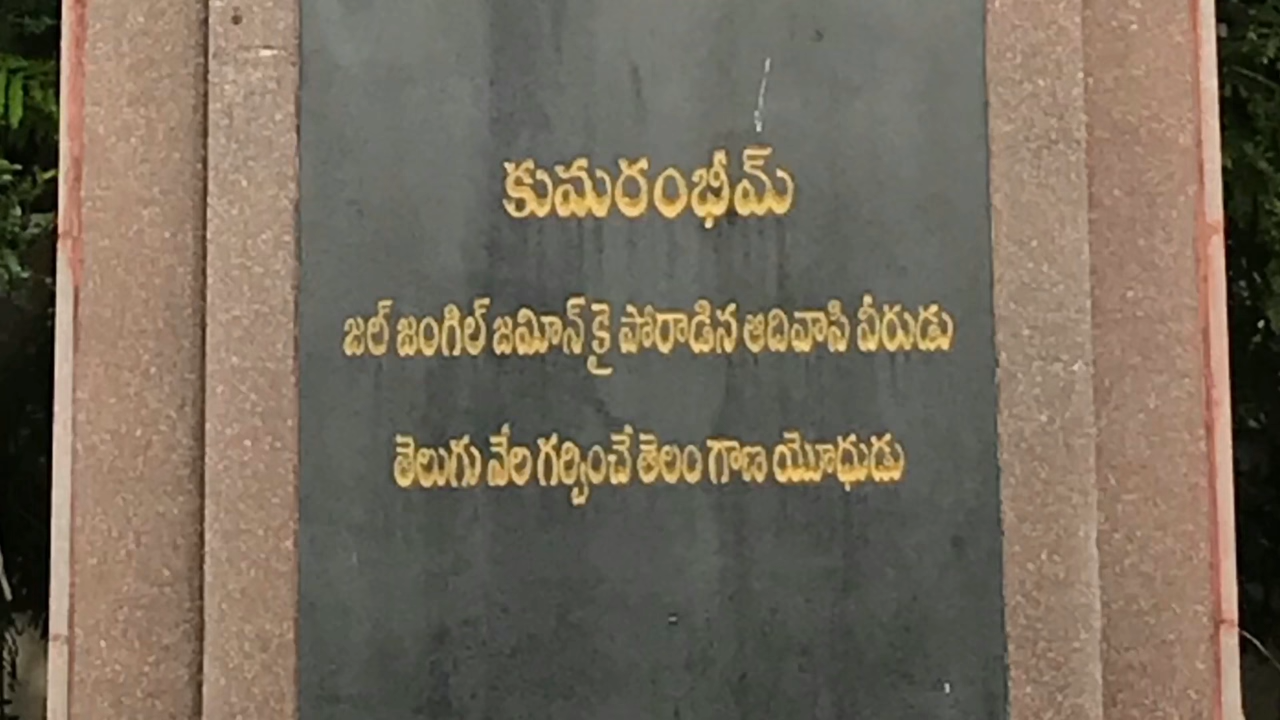 కుమరంభీమ్
జల్ జంగిల్ జమీన్ కై పోరాడిన ఆదివాసి వీరుడు
తెలుగు వేల గర్వించే తెలం గాణ యోధుడు